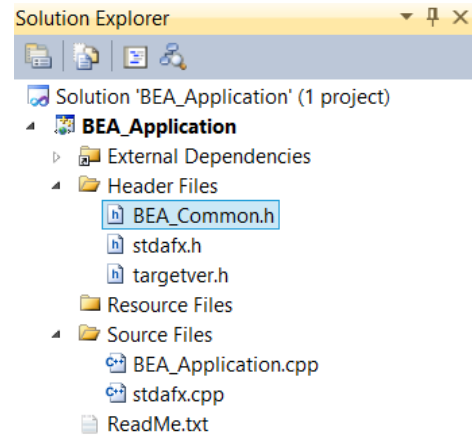 Solution Explorer
Solution 'BEA_Application' (1 project)
BEA_Application
External Dependencies
Header Files
BEA_Common.h
stdafx.h
targetver.h
Resource Files
Source Files
BEA_Application.cpp
stdafx.cpp
ReadMe.txt